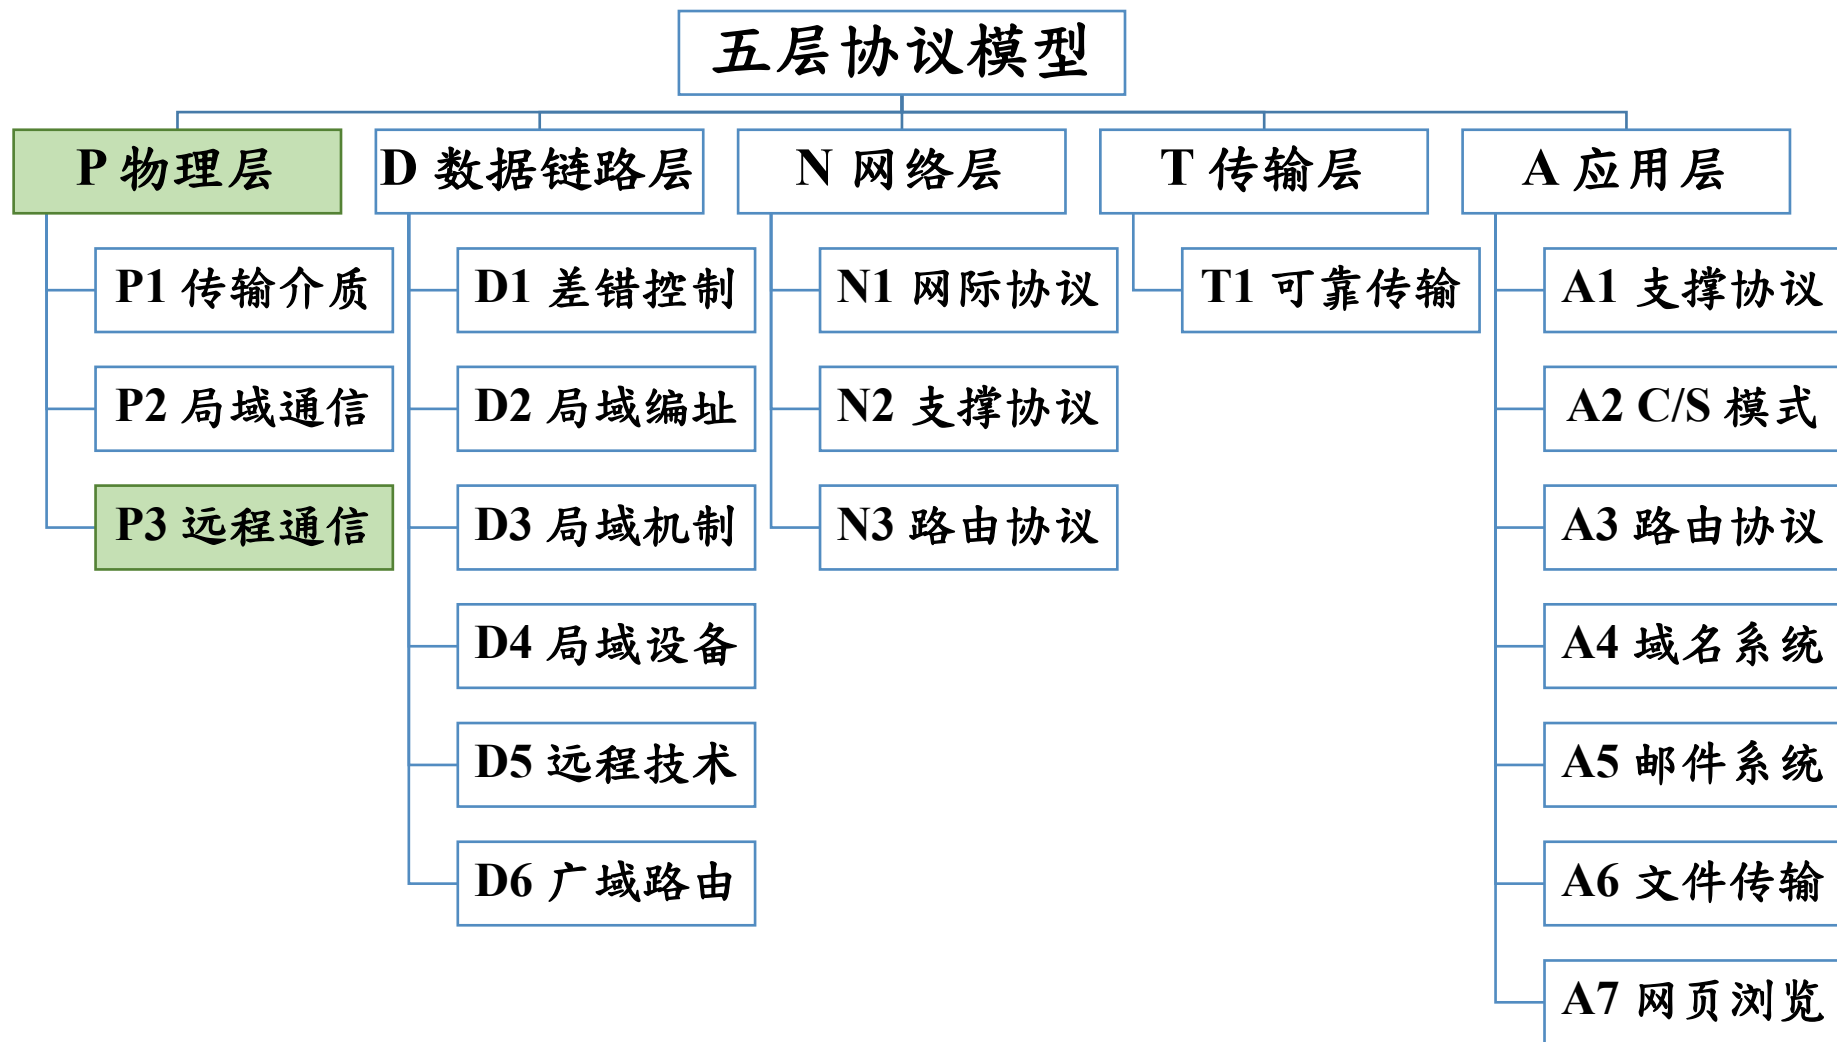 五层协议模型
P 物理层
P1 传输介质
P2 局域通信
P3 远程通信
D 数据链路层
D1 差错控制
D2 局域编址
D3 局域机制
D4 局域设备
D5 远程技术
D6 广域路由
N 网络层
N1 网际协议
N2 支撑协议
N3 路由协议
T 传输层
T1 可靠传输
A 应用层
A1 支撑协议
A2 C/S 模式
A3 路由协议
A4 域名系统
A5 邮件系统
A6 文件传输
A7 网页浏览